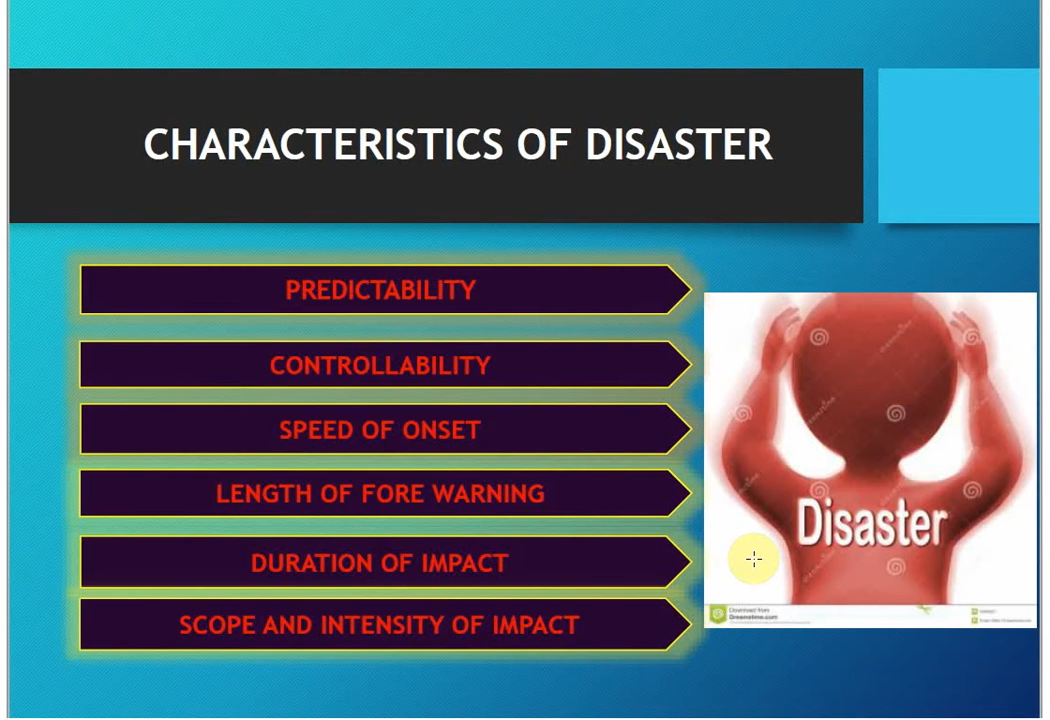 CHARACTERISTICS OF DISASTER
PREDICTABILITY
CONTROLLABILITY
SPEED OF ONSET
LENGTH OF FORE WARNING
DURATION OF IMPACT
SCOPE AND INTENSITY OF IMPACT
Disaster
Download from
Dreamstime.com